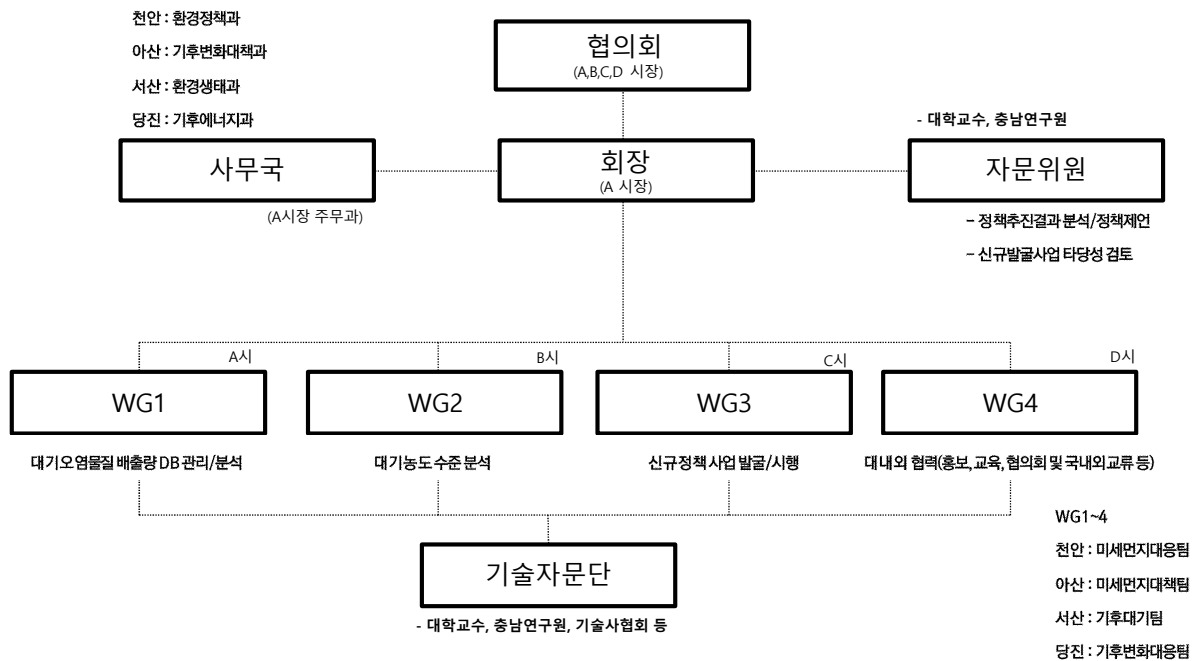 천안 : 환경정책과
아산 : 기후변화대책과
서산 : 환경생태과
당진 : 기후에너지과
협의회
(A,B,C,D 시장)
- 대학교수, 충남연구원
사무국
(A시장 주무과)
회장
(A 시장)
자문위원
- 정책추진결과 분석/정책제언
- 신규발굴사업 타당성 검토
A시
WG1
대기오염물질 배출량 DB 관리/분석
B시
WG2
대기농도 수준 분석
C시
WG3
신규정책 사업 발굴/시행
D시
WG4
대내외 협력(홍보, 교육, 협의회 및 국내외교류 등)
기술자문단
- 대학교수, 충남연구원, 기술사협회 등
WG1~4
천안 : 미세먼지대응팀
아산 : 미세먼지대책팀
서산 : 기후대기팀
당진 : 기후변화대응팀